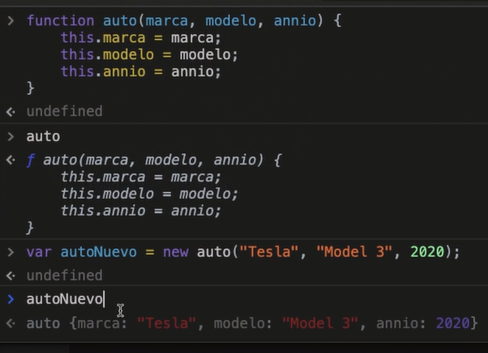 > function auto(marca, modelo, annio) {
this.marca = marca;
this.modelo = modelo;
this.annio = annio;
}
undefined
> auto
ƒ auto(marca, modelo, annio) {
this.marca = marca;
this.modelo = modelo;
this.annio = annio;
}
> var autoNuevo = new auto("Tesla", "Model 3", 2020);
undefined
> autoNuevo
auto {marca: "Tesla", modelo: "Model 3", annio: 2020}